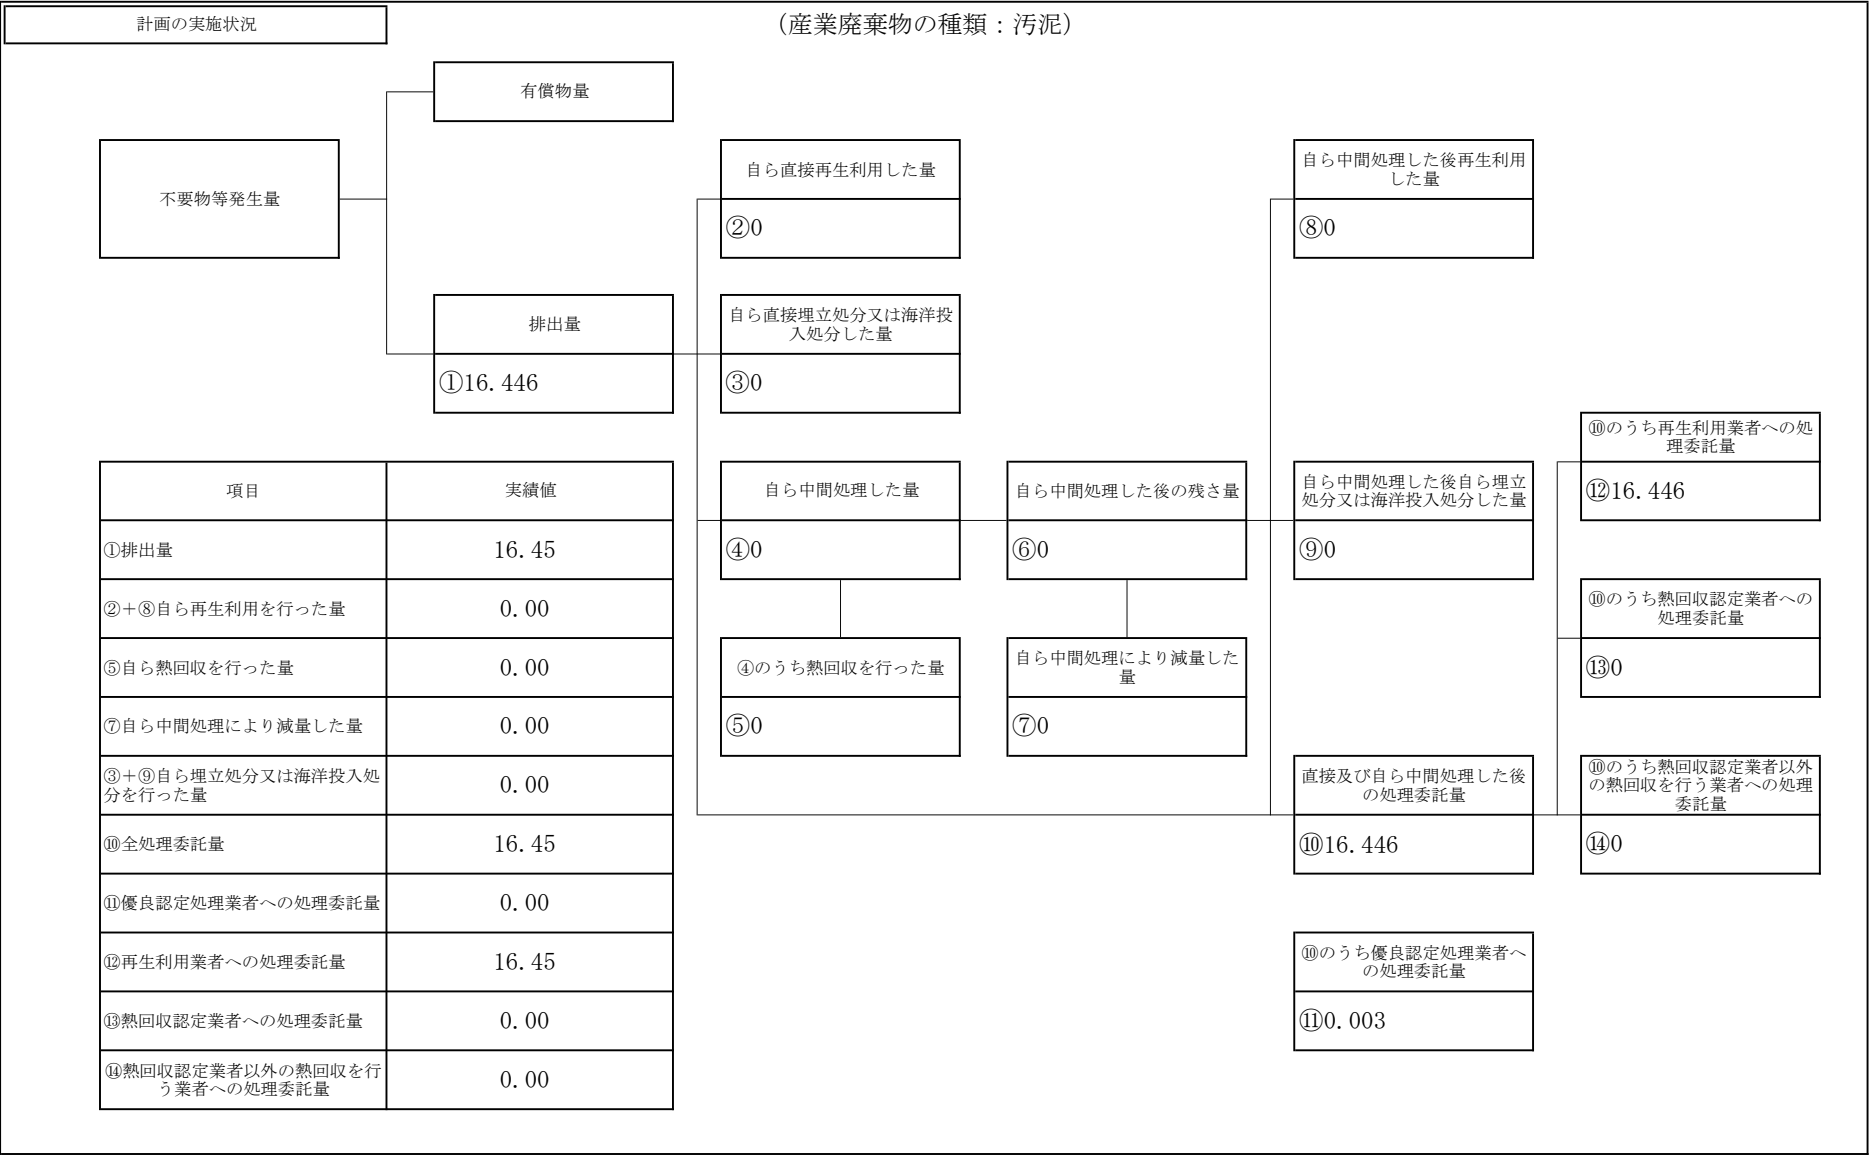 計画の実施状況
（産業廃棄物の種類：汚泥）
有償物量
不要物等発生量
自ら直接再生利用した量
②0
自ら中間処理した後再生利用
した量
⑧0
排出量
①16.446
自ら直接埋立処分又は海洋投
入処分した量
③0
⑩のうち再生利用業者への処
理委託量
⑫16.446
自ら中間処理した量
④0
自ら中間処理した後の残さ量
⑥0
自ら中間処理した後自ら埋立
処分又は海洋投入処分した量
⑨0
⑩のうち熱回収認定業者への
処理委託量
⑬0
④のうち熱回収を行った量
⑤0
自ら中間処理により減量した
量
⑦0
直接及び自ら中間処理した後
の処理委託量
⑩16.446
⑩のうち熱回収認定業者以外
の熱回収を行う業者への処理
委託量
⑭0
⑩のうち優良認定処理業者へ
の処理委託量
⑪0.003
項目 実績値
①排出量 16.45
②＋⑧自ら再生利用を行った量 0.00
⑤自ら熱回収を行った量 0.00
⑦自ら中間処理により減量した量 0.00
③＋⑨自ら埋立処分又は海洋投入処
分を行った量 0.00
⑩全処理委託量 16.45
⑪優良認定処理業者への処理委託量 0.00
⑫再生利用業者への処理委託量 16.45
⑬熱回収認定業者への処理委託量 0.00
⑭熱回収認定業者以外の熱回収を行
う業者への処理委託量 0.00